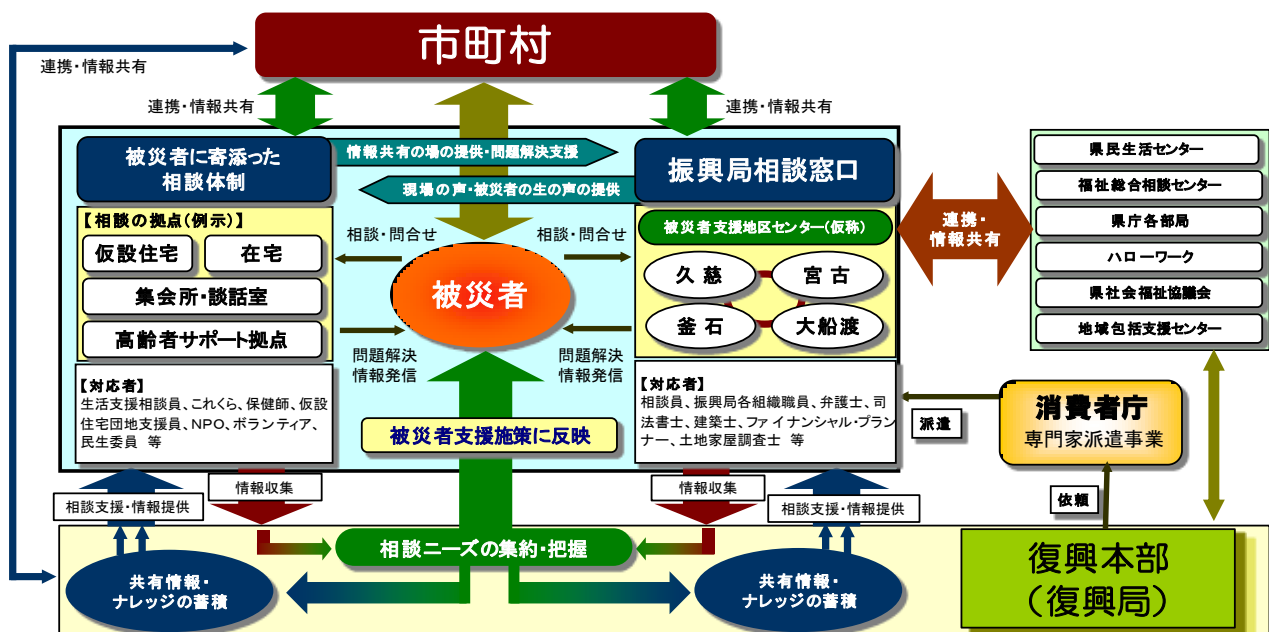 市町村
連携・情報共有
連携・情報共有
連携・情報共有
被災者に寄添った
相談体制
情報共有の場の提供・問題解決支援
現場の声・被災者の生の声の提供
振興局相談窓口
【相談の拠点(例示)】
仮設住宅
在宅
集会所・談話室
高齢者サポート拠点
相談・問合せ
相談・問合せ
被災者
問題解決
情報発信
問題解決
情報発信
被災者支援地区センター(仮称)
久慈
宮古
釜石
大船渡
連携・
情報共有
県民生活センター
福祉総合相談センター
県庁各部局
ハローワーク
県社会福祉協議会
地域包括支援センター
【対応者】
生活支援相談員、これくら、保健師、仮設
住宅団地支援員、NPO、ボランティア、
民生委員 等
被災者支援施策に反映
【対応者】
相談員、振興局各組織職員、弁護士、司
法書士、建築士、ファイナンシャル・プラン
ナー、土地家屋調査士 等
派遣
消費者庁
専門家派遣事業
依頼
相談支援・情報提供
情報収集
情報収集
相談支援・情報提供
相談ニーズの集約・把握
共有情報・
ナレッジの蓄積
共有情報・
ナレッジの蓄積
復興本部
(復興局)